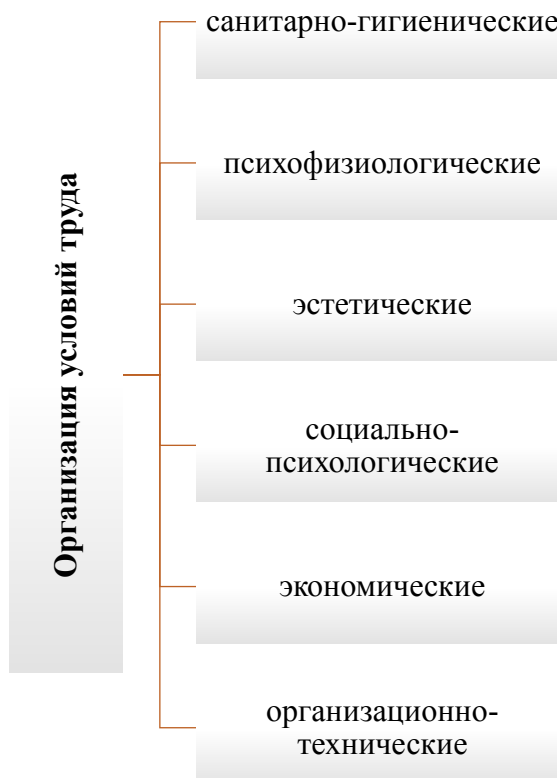 Организация условий труда
санитарно-гигиенические
психофизиологические
эстетические
социально-
психологические
экономические
организационно-
технические